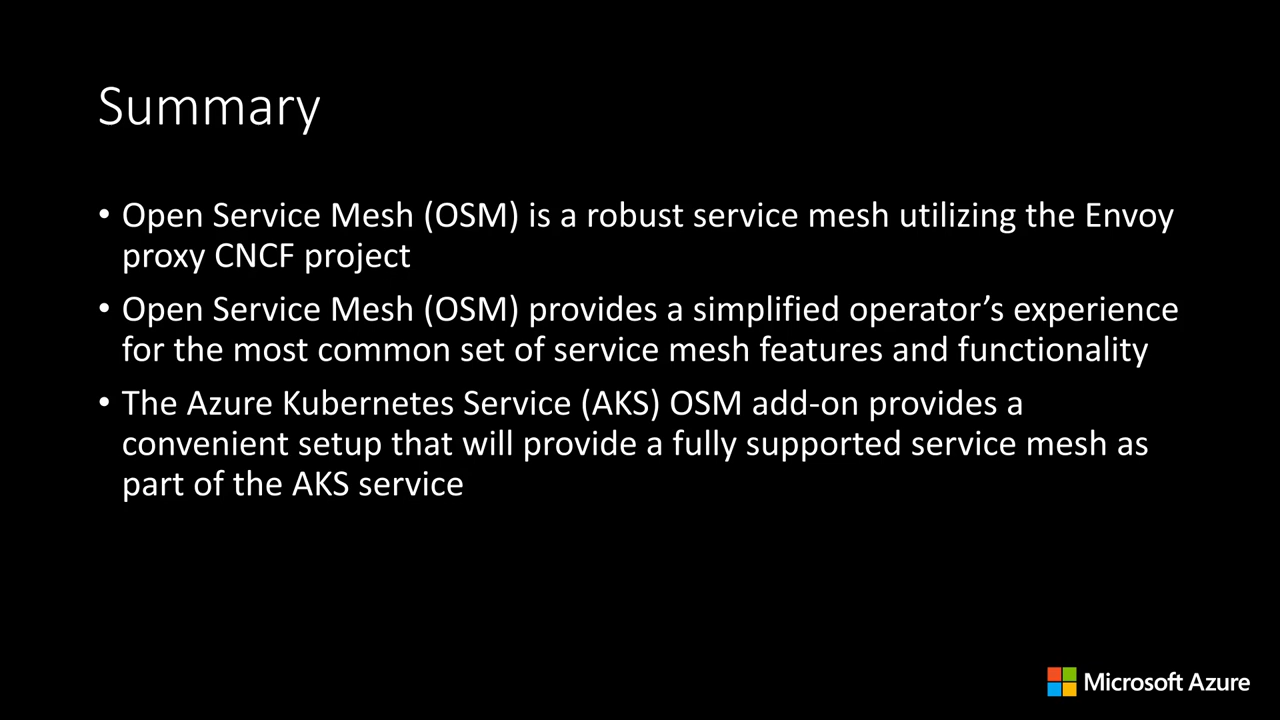 Summary
• Open Service Mesh (OSM) is a robust service mesh utilizing the Envoy
proxy CNCF project
• Open Service Mesh (OSM) provides a simplified operator’s experience
for the most common set of service mesh features and functionality
• The Azure Kubernetes Service (AKS) OSM add-on provides a
convenient setup that will provide a fully supported service mesh as
part of the AKS service
Microsoft Azure